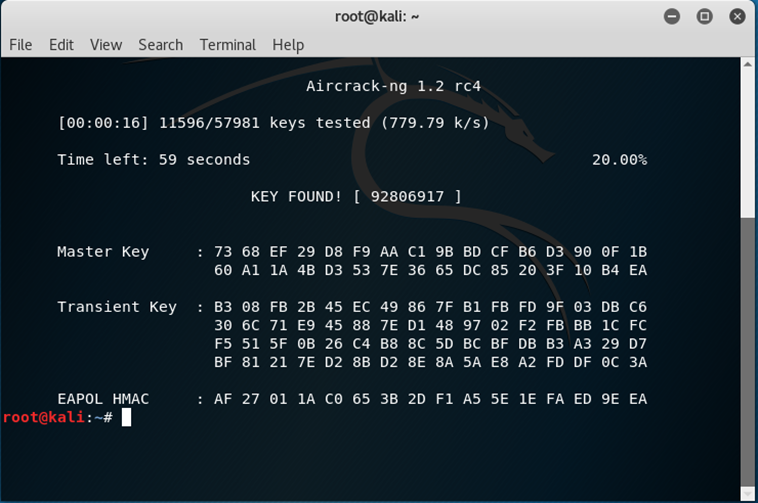 root@kali: ~
File Edit View Search Terminal Help
Aircrack-ng 1.2 rc4
[00:00:16] 11596/57981 keys tested (779.79 k/s)
Time left: 59 seconds 20.00%
KEY FOUND! [ 92806917 ]
Master Key : 73 68 EF 29 D8 F9 AA C1 9B BD CF B6 D3 90 0F 1B
60 A1 1A 4B D3 53 7E 36 65 DC 85 20 3F 10 B4 EA
Transient Key : B3 08 FB 2B 45 EC 49 86 7F B1 FB FD 9F 03 DB C6
30 6C 71 E9 45 88 7E D1 48 97 02 F2 FB BB 1C FC
F5 51 5F 0B 26 C4 B8 8C 5D BC BF DB B3 A3 29 D7
BF 81 21 7E D2 8B D2 8E 8A 5A E8 A2 FD DF 0C 3A
EAPOL HMAC : AF 27 01 1A C0 65 3B 2D F1 A5 5E 1E FA ED 9E EA
root@kali:~#